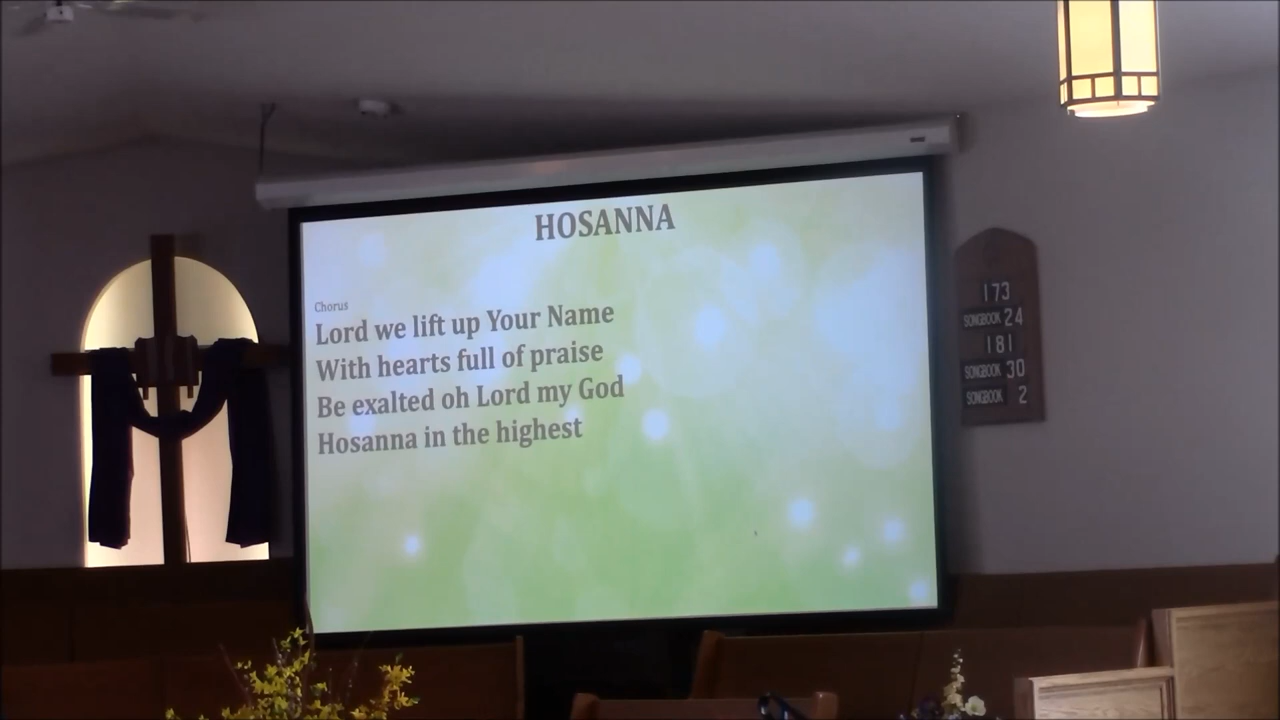 HOSANNA
Chorus
Lord we lift up Your Name
With hearts full of praise
Be exalted oh Lord my God
Hosanna in the highest
173
SONGBOOK 24
181
SONGBOOK 30
SONGBOOK 2